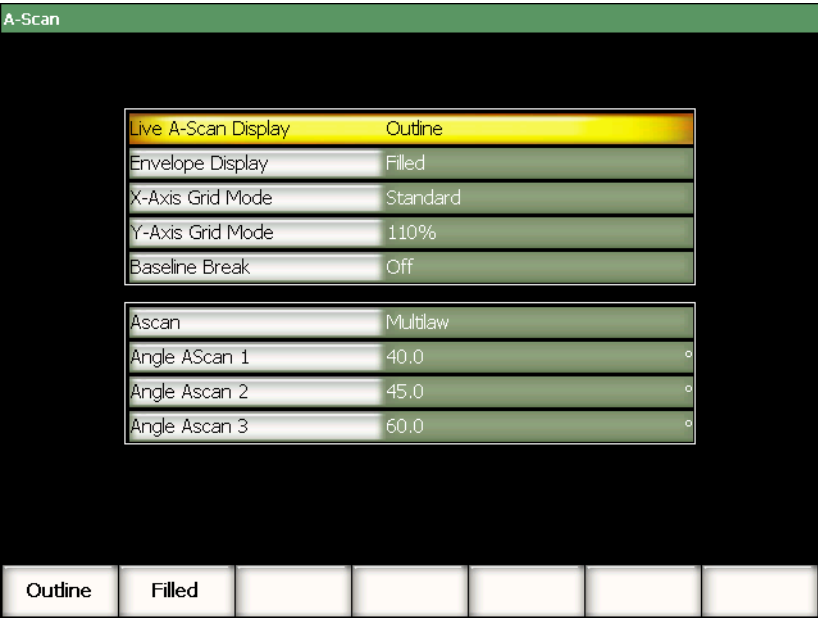 A-Scan
Live A-Scan Display Outline
Envelope Display Filled
X-Axis Grid Mode Standard
Y-Axis Grid Mode 110%
Baseline Break Off
Ascan Multilaw
Angle AScan 1 40.0 °
Angle Ascan 2 45.0 °
Angle Ascan 3 60.0 °
Outline Filled